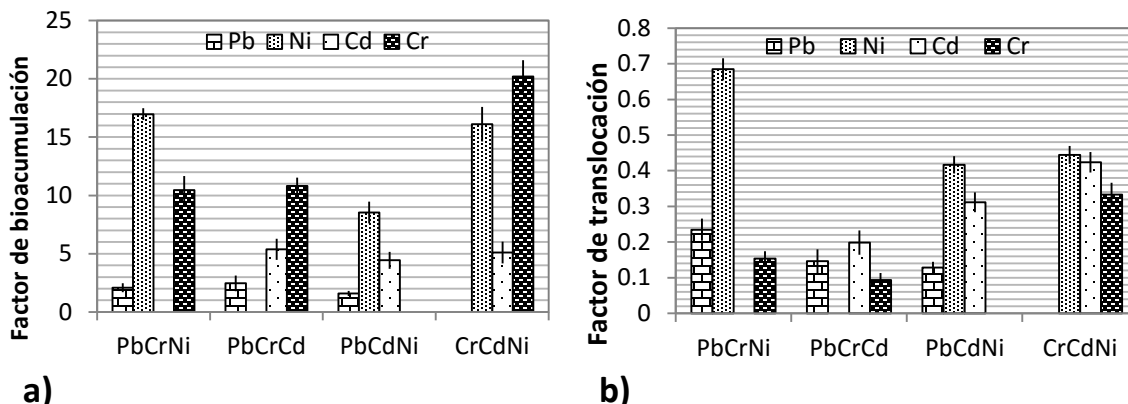 Factor de bioacumulación
25
20
15
10
5
0
Pb Ni Cd Cr
PbCrNi PbCrCd PbCdNi CrCdNi
a)
Factor de translocación
0.8
0.7
0.6
0.5
0.4
0.3
0.2
0.1
0
Pb Ni Cd Cr
PbCrNi PbCrCd PbCdNi CrCdNi
b)